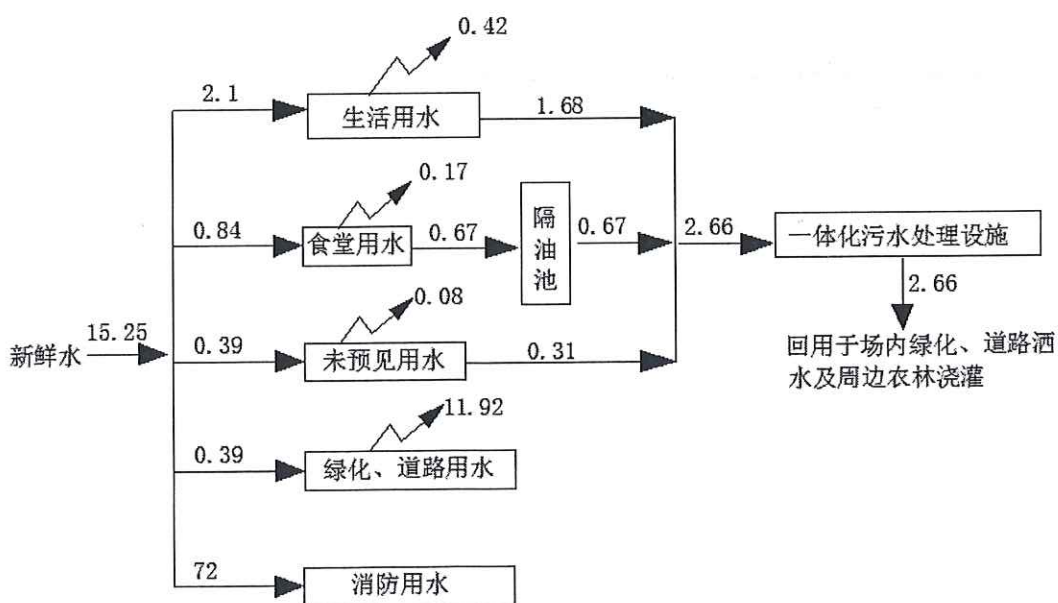 0.42
2.1
生活用水
1.68
0.17
0.84
食堂用水
0.67
隔油池
0.67
2.66
一体化污水处理设施
2.66
0.08
新鲜水
15.25
0.39
未预见用水
0.31
回用于场内绿化、道路洒
水及周边农林浇灌
11.92
0.39
绿化、道路用水
72
消防用水